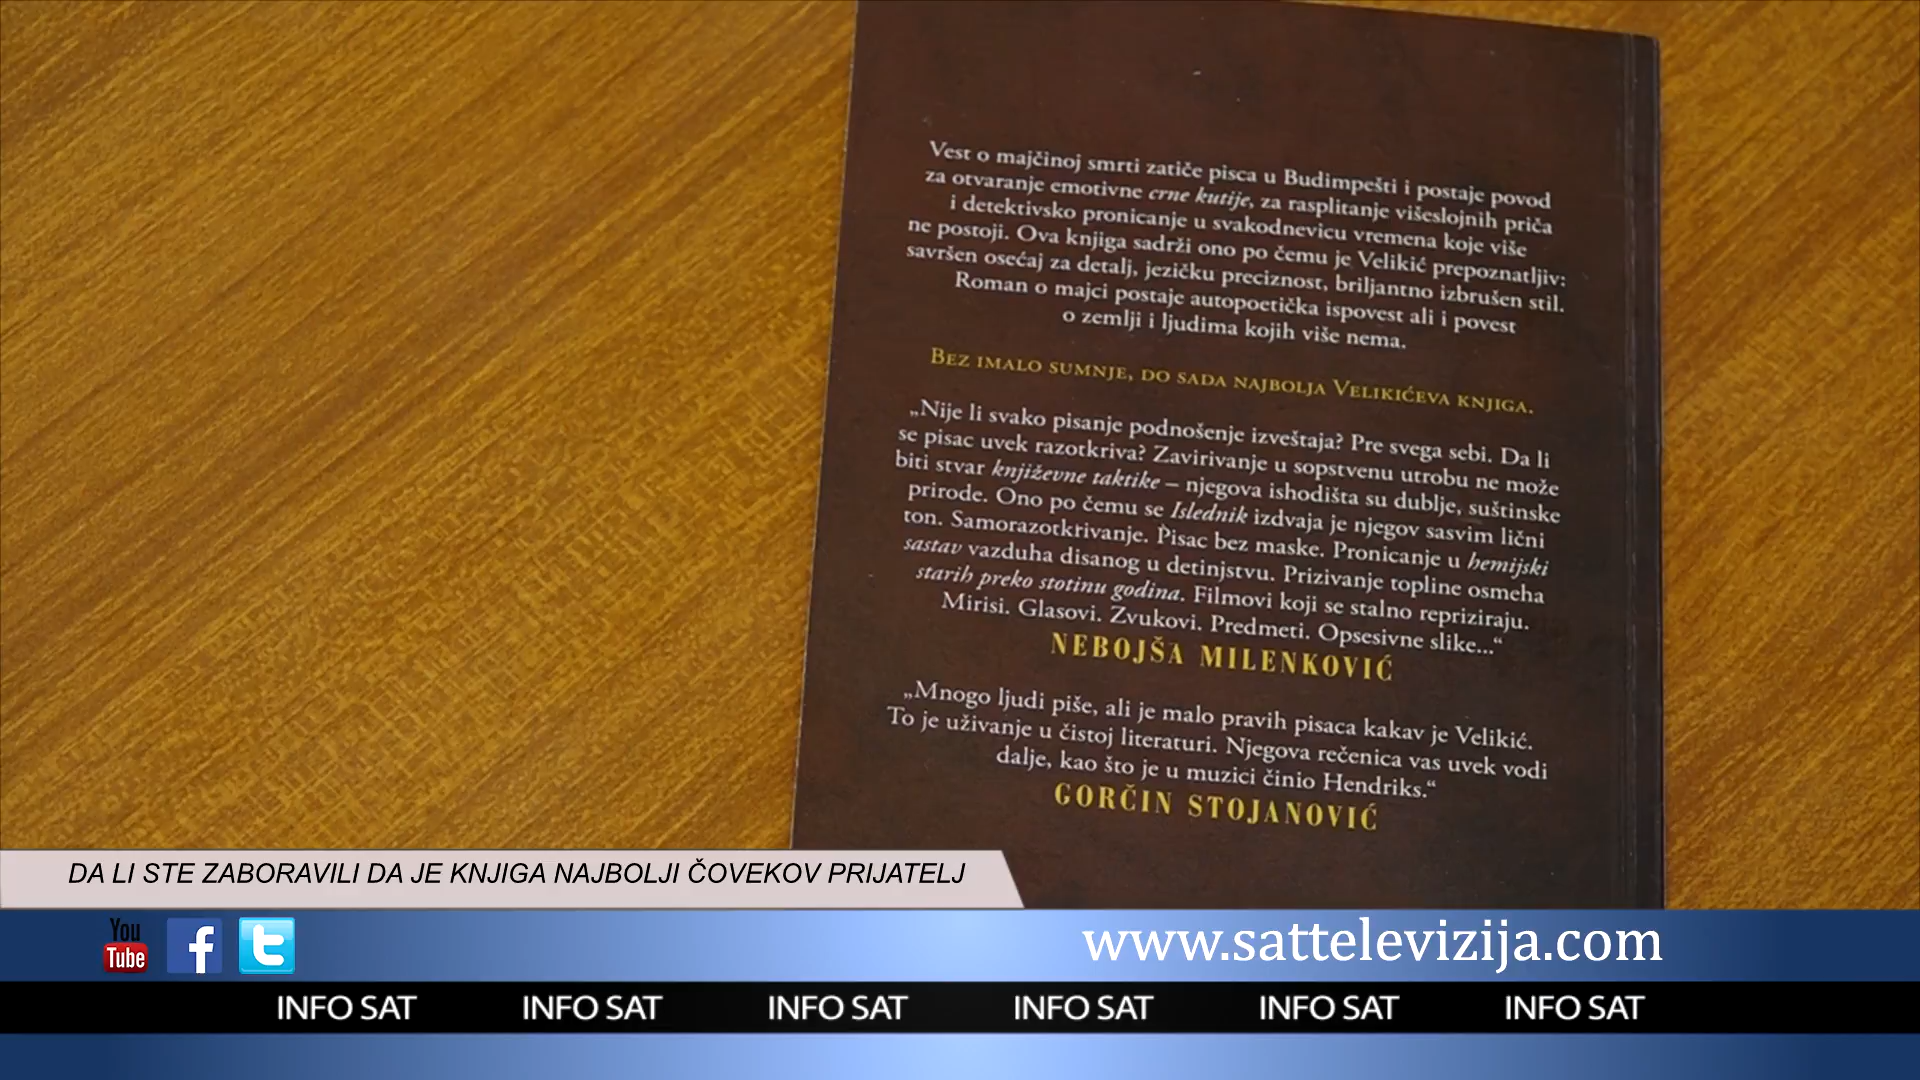 Vest o majčinoj smrti zatiče pisca u Budimpešti i postaje povod
za otvaranje emotivne crne kutije, za rasplitanje višeslojnih priča
i detektivsko pronicanje u svakodnevicu vremena koje više
ne postoji. Ova knjiga sadrži ono po čemu je Velikić prepoznatljiv:
savršen osećaj za detalj, jezičku preciznost, briljantno izbrušen stil.
Roman o majci postaje autopoetička ispovest ali i povest
o zemlji i ljudima kojih više nema.
BEZ IMALO SUMNJE, DO SADA NAJBOLJA VELIKIĆEVA KNJIGA.
„Nije li svako pisanje podnošenje izveštaja? Pre svega sebi. Da li
se pisac uvek razotkriva? Zavirivanje u sopstvenu utrobu ne može
biti stvar književne taktike – njegova ishodišta su dublje, suštinske
prirode. Ono po čemu se Islednik izdvaja je njegov sasvim lični
ton. Samorazotkrivanje. Pisac bez maske. Pronicanje u hemijski
sastav vazduha disanog u detinjstvu. Prizivanje topline osmeha
starih preko stotinu godina. Filmovi koji se stalno repriziraju.
Mirisi. Glasovi. Zvukovi. Predmeti. Opsesivne slike...“
NEBOJŠA MILENKOVIĆ
„Mnogo ljudi piše, ali je malo pravih pisaca kakav je Velikić.
To je uživanje u čistoj literaturi. Njegova rečenica vas uvek vodi
dalje, kao što je u muzici činio Hendriks.“
GORČIN STOJANOVIĆ
DA LI STE ZABORAVILI DA JE KNJIGA NAJBOLJI ČOVEKOV PRIJATELJ
You Tube f t www.sattelevizija.com
INFO SAT INFO SAT INFO SAT INFO SAT INFO SAT INFO SAT